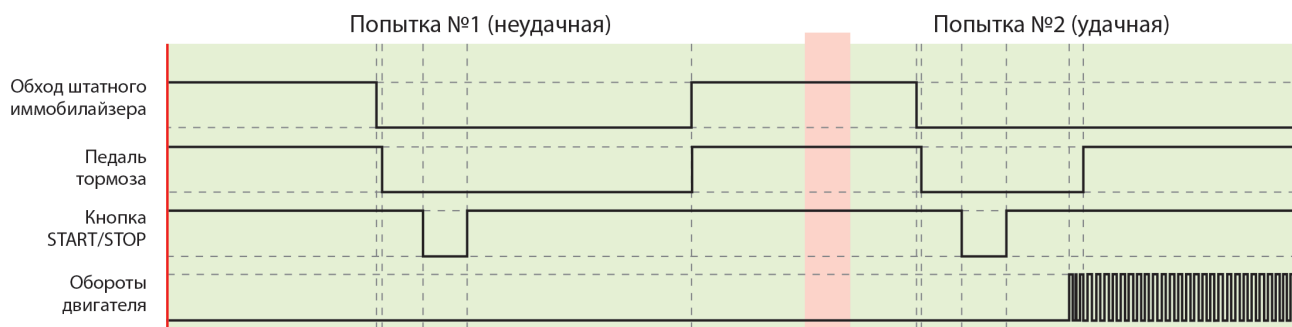 Попытка №1 (неудачная)
Попытка №2 (удачная)
Обход штатного
иммобилайзера
Педаль
тормоза
Кнопка
START/STOP
Обороты
двигателя